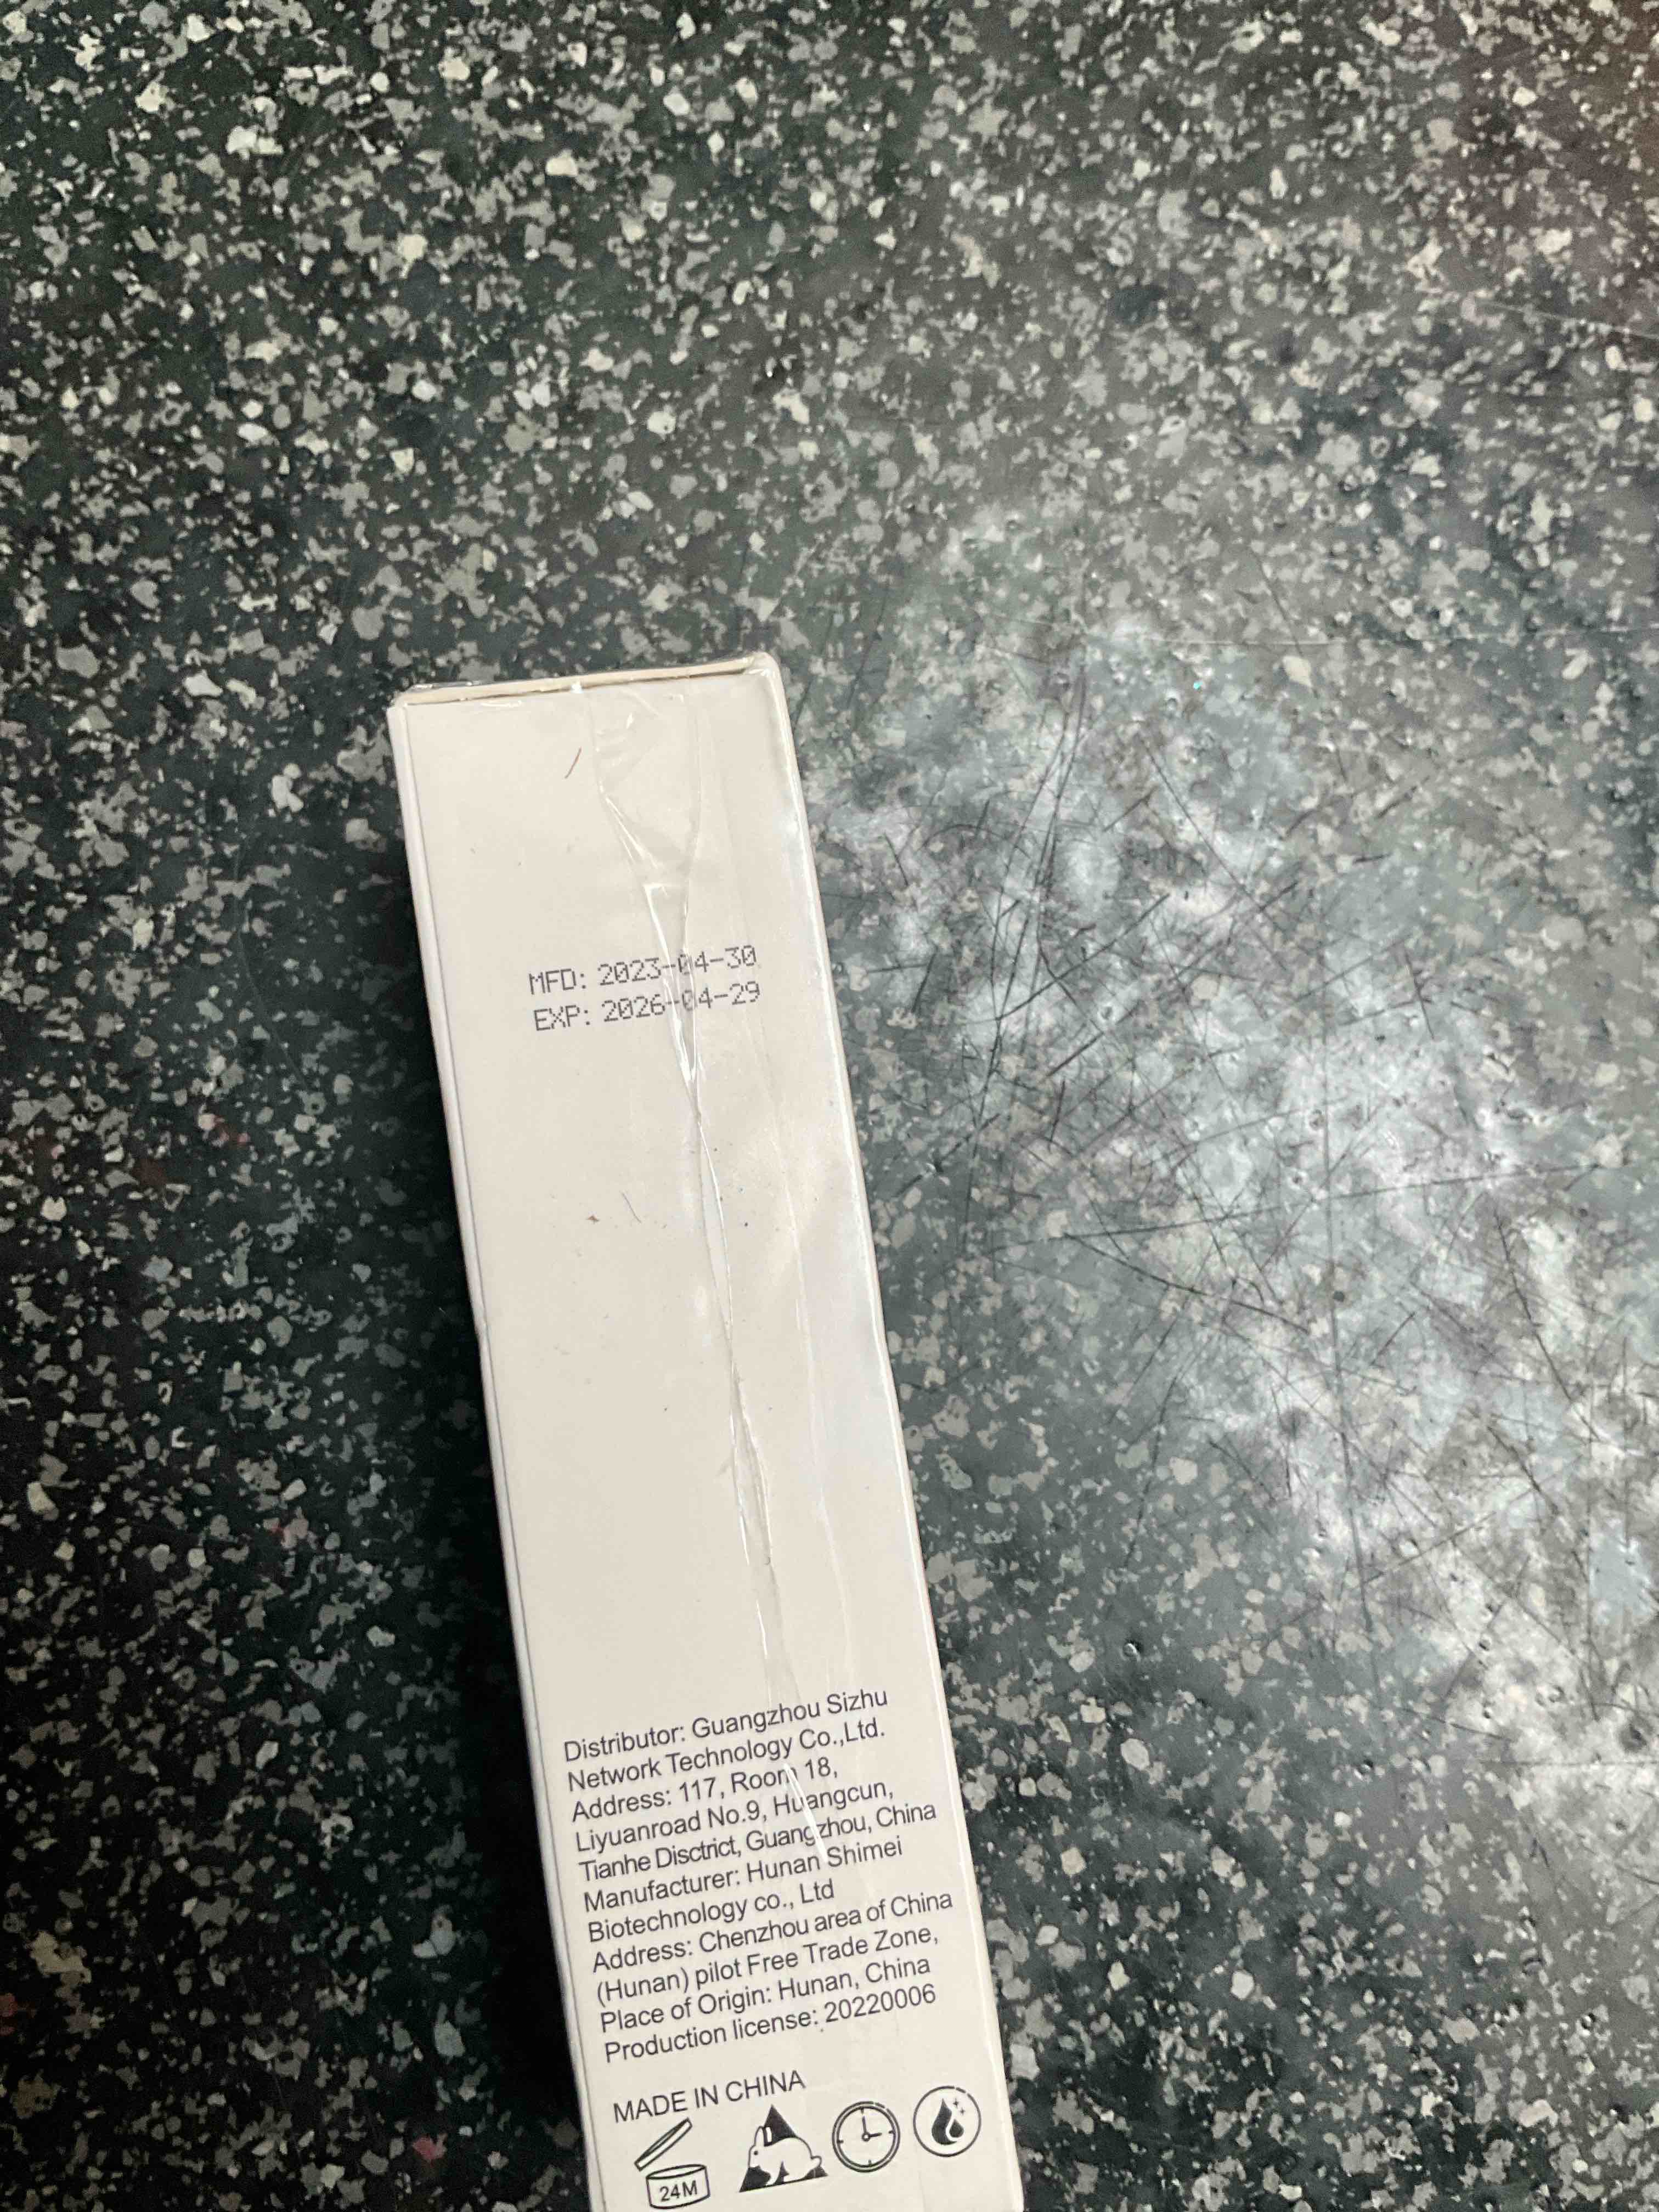 MFD: 2023-04-30
EXP: 2026-04-29
Distributor: Guangzhou Sizhu
Network Technology Co.,Ltd.
Address: 117, Room 18,
Liyuanroad No.9, Huangcun,
Tianhe Disctrict, Guangzhou, China
Manufacturer: Hunan Shimei
Biotechnology co., Ltd
Address: Chenzhou area of China
(Hunan) pilot Free Trade Zone,
Place of Origin: Hunan, China
Production license: 20220006
MADE IN CHINA
24M